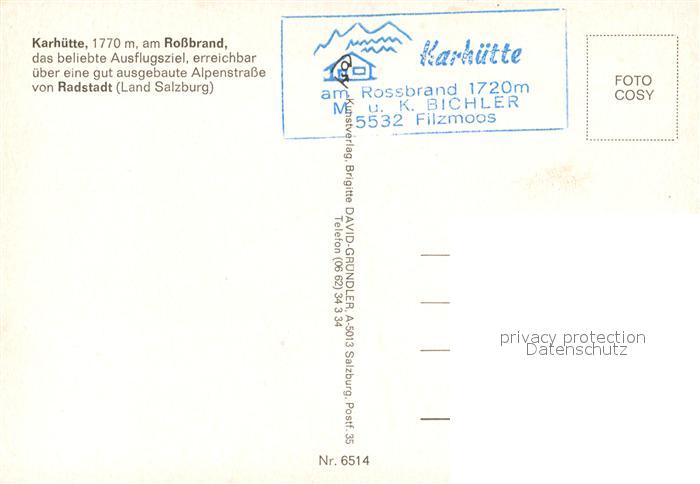 Karhütte, 1770 m, am Roßbrand,
das beliebte Ausflugsziel, erreichbar
über eine gut ausgebaute Alpenstraße
von Radstadt (Land Salzburg)
Karhütte
am Rossbrand 1720m
M. u. K. BICHLER
5532 Filzmoos
FOTO
COSY
Kunstverlag, Brigitte DAVID-GRÜNDLER, A-5013 Salzburg, Postf. 35
Telefon (06 62) 34 3 34
privacy protection
Datenschutz
Nr. 6514